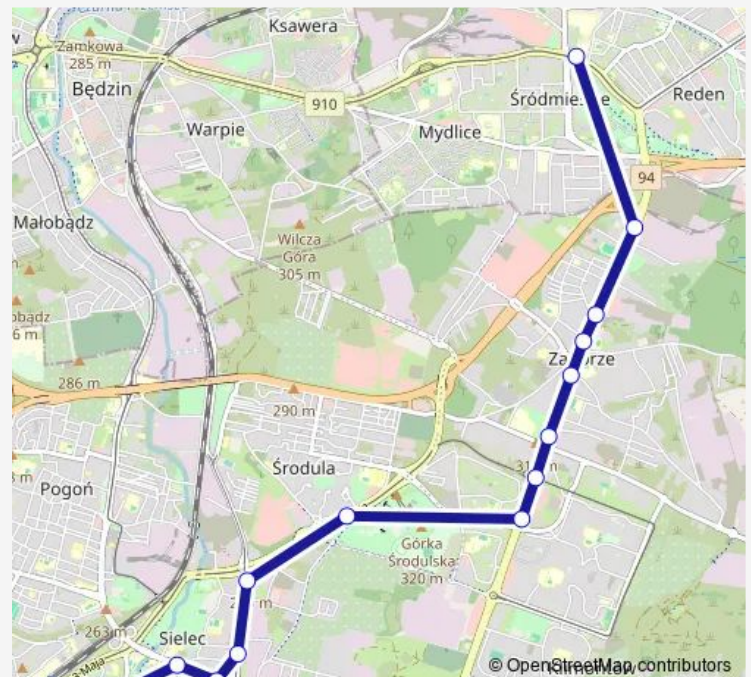 Ksawera
Zamkowa
285 m
Będzin
910
Reden
Warpie
Mydlice
94
Małobądz
Wilcza
Góra
305 m
286 m
290 m
Środula
Pogoń
Górka
Środulska
320 m
263 m
Sielec
© OpenStreetMap contributors